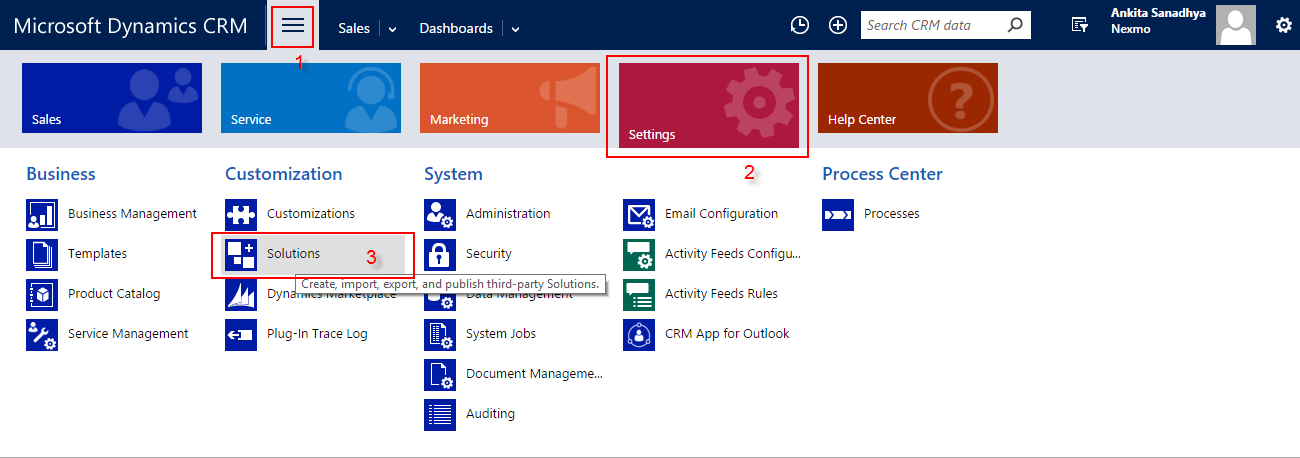 Microsoft Dynamics CRM
Sales
Dashboards
Search CRM data
Ankita Sanadhya
Nexmo
1
Sales
Service
Marketing
Settings
Help Center
2
Business
Customization
System
Process Center
Business Management
Customizations
Administration
Email Configuration
Processes
Templates
Solutions
3
Security
Activity Feeds Configu...
Create, import, export, and publish third-party Solutions.
Product Catalog
Dynamics Marketplace
Data Management
Activity Feeds Rules
Service Management
Plug-In Trace Log
System Jobs
CRM App for Outlook
Document Manageme...
Auditing